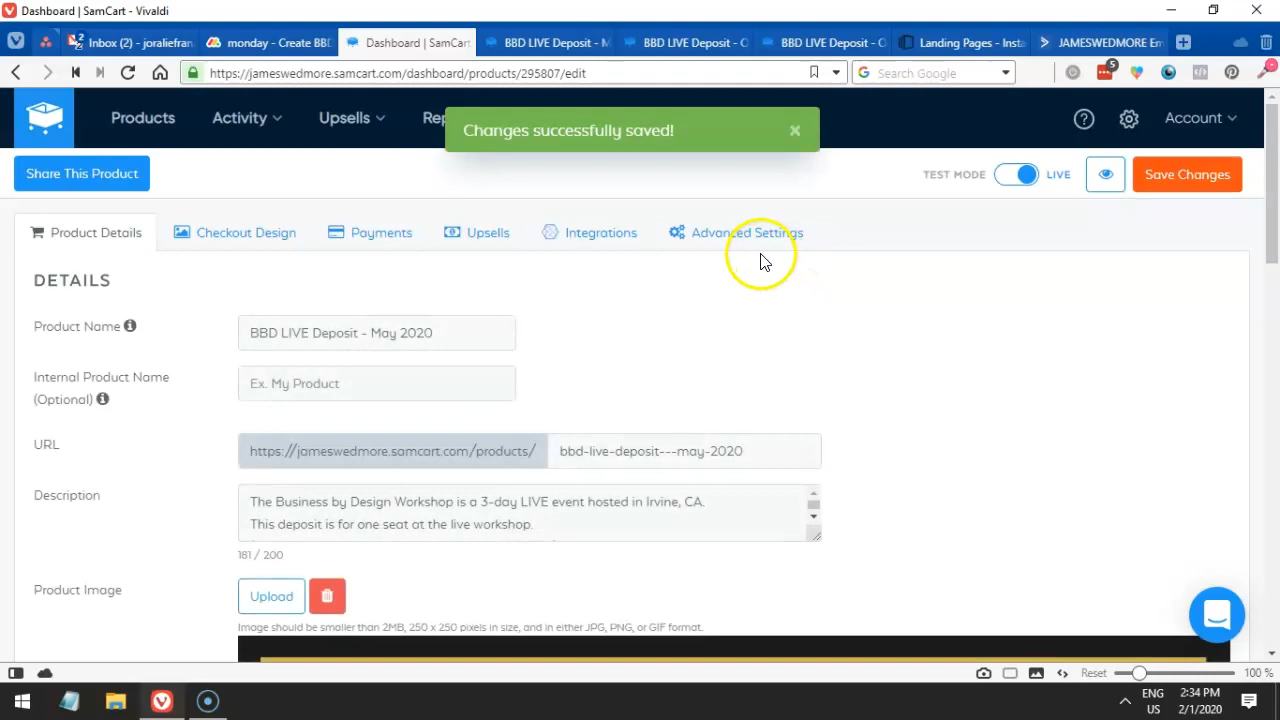 Dashboard | SamCart - Vivaldi
Inbox (2) - joraliefran
monday - Create BBD
Dashboard | SamCart
BBD LIVE Deposit - M
BBD LIVE Deposit - O
BBD LIVE Deposit - O
Landing Pages - Insta
JAMESWEDMORE Em
https://jameswedmore.samcart.com/dashboard/products/295807/edit
Search Google
5
Products
Activity
Upsells
Rep
Changes successfully saved!
Account
Share This Product
TEST MODE
LIVE
Save Changes
Product Details
Checkout Design
Payments
Upsells
Integrations
Advanced Settings
DETAILS
Product Name
BBD LIVE Deposit - May 2020
Internal Product Name
(Optional)
Ex. My Product
URL
https://jameswedmore.samcart.com/products/
bbd-live-deposit---may-2020
Description
The Business by Design Workshop is a 3-day LIVE event hosted in Irvine, CA.
This deposit is for one seat at the live workshop.
181 / 200
Product Image
Upload
Image should be smaller than 2MB, 250 x 250 pixels in size, and in either JPG, PNG, or GIF format.
Reset
100 %
ENG
US
2:34 PM
2/1/2020